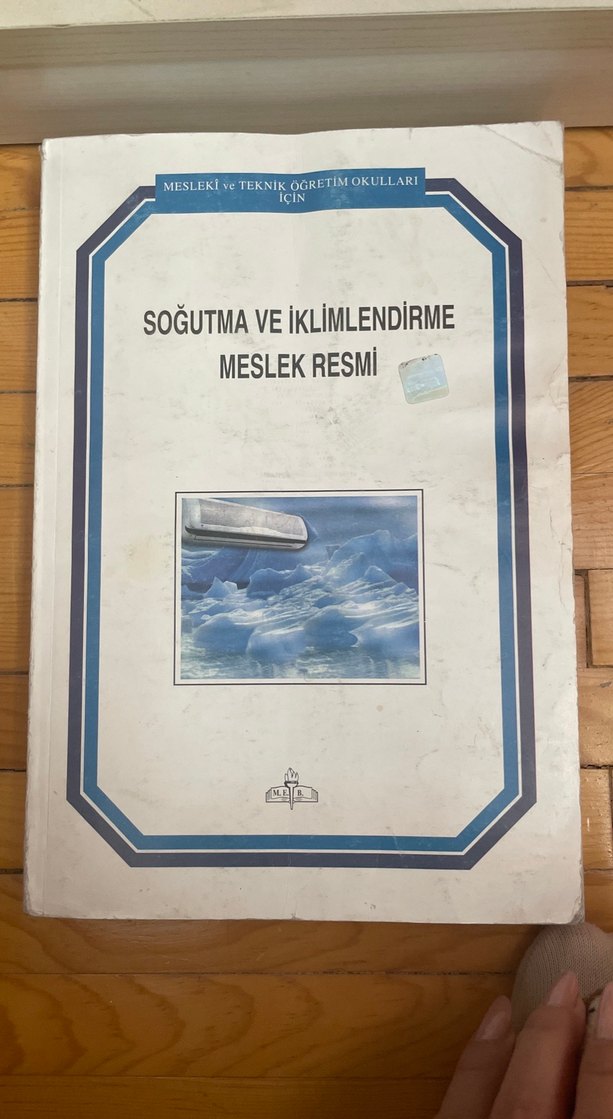 MESLEKÎ ve TEKNİK ÖĞRETİM OKULLARI
İÇİN
SOĞUTMA VE İKLİMLENDİRME
MESLEK RESMİ
M. E. B.